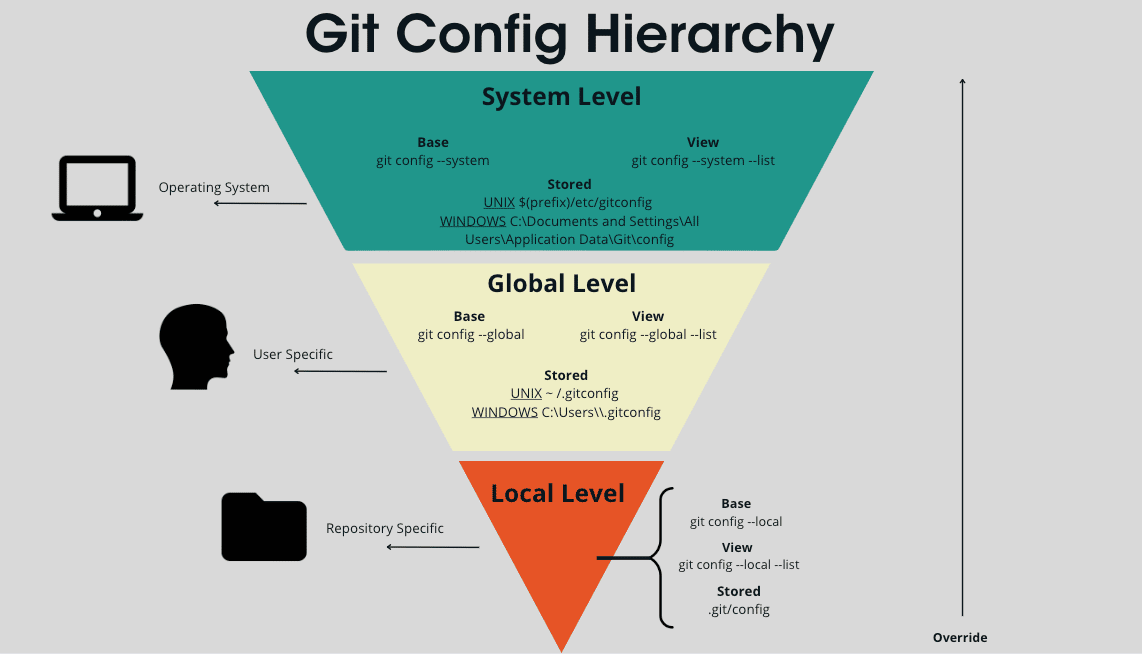 Git Config Hierarchy
System Level
Base
git config --system
View
git config --system --list
Stored
UNIX $(prefix)/etc/gitconfig
WINDOWS C:\Documents and Settings\All
Users\Application Data\Git\config
Operating System
Global Level
Base
git config --global
View
git config --global --list
User Specific
Stored
UNIX ~ /.gitconfig
WINDOWS C:\Users\\.gitconfig
Local Level
Repository Specific
Base
git config --local
View
git config --local --list
Stored
.git/config
Override